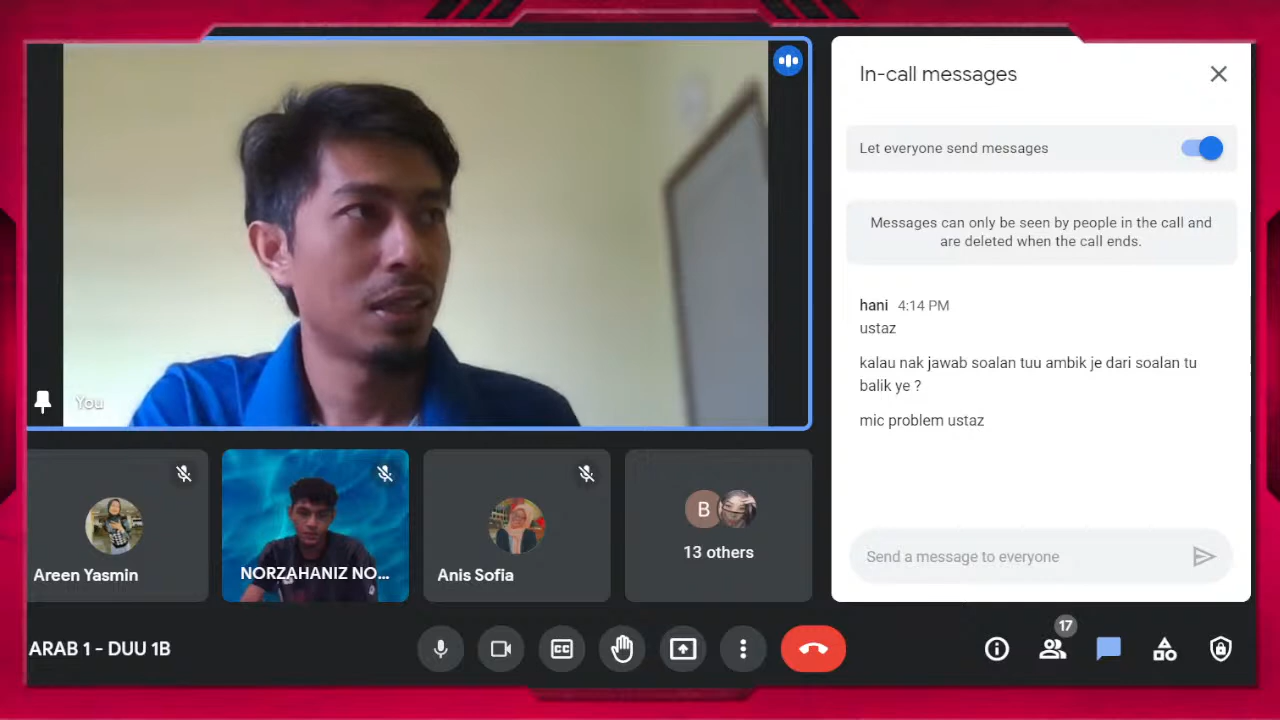 In-call messages
Let everyone send messages
Messages can only be seen by people in the call and
are deleted when the call ends.
hani 4:14 PM
ustaz
kalau nak jawab soalan tuu ambik je dari soalan tu
balik ye ?
mic problem ustaz
Send a message to everyone
You
Areen Yasmin
NORZAHANIZ NO...
Anis Sofia
B
13 others
ARAB 1 - DUU 1B
CC
17